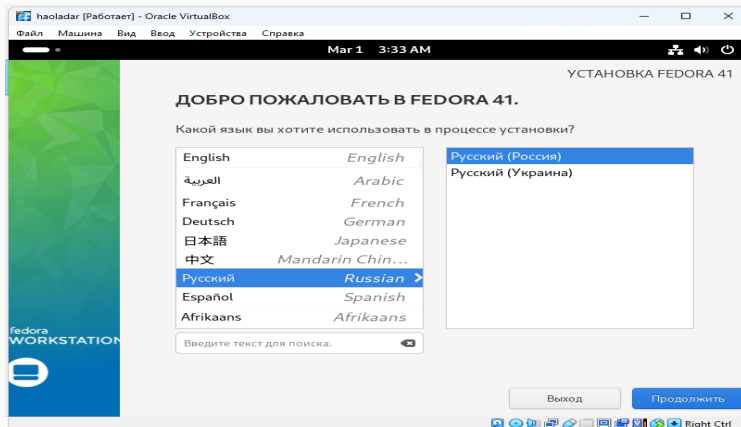 haoladar [Работает] - Oracle VirtualBox
Файл Машина Вид Ввод Устройства Справка
Mar 1 3:33 AM
УСТАНОВКА FEDORA 41
ДОБРО ПОЖАЛОВАТЬ В FEDORA 41.
Какой язык вы хотите использовать в процессе установки?
English English
العربية Arabic
Français French
Deutsch German
日本語 Japanese
中文 Mandarin Chin...
Русский Russian
Español Spanish
Afrikaans Afrikaans
Русский (Россия)
Русский (Украина)
Введите текст для поиска.
fedora
WORKSTATION
Выход
Продолжить
Right Ctrl